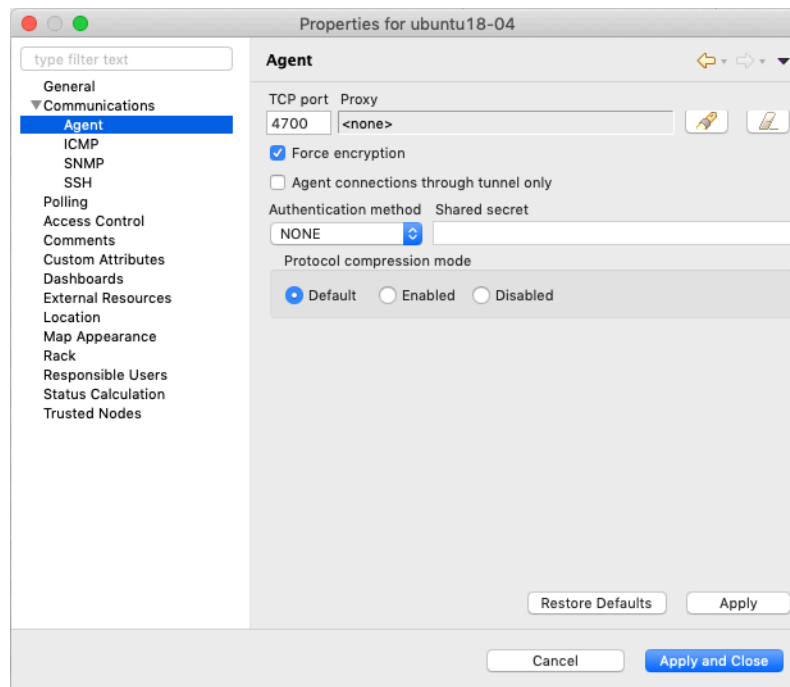 Properties for ubuntu18-04
type filter text
General
Communications
Agent
ICMP
SNMP
SSH
Polling
Access Control
Comments
Custom Attributes
Dashboards
External Resources
Location
Map Appearance
Rack
Responsible Users
Status Calculation
Trusted Nodes
Agent
TCP port Proxy
4700 <none>
Force encryption
Agent connections through tunnel only
Authentication method Shared secret
NONE
Protocol compression mode
Default Enabled Disabled
Restore Defaults Apply
Cancel Apply and Close